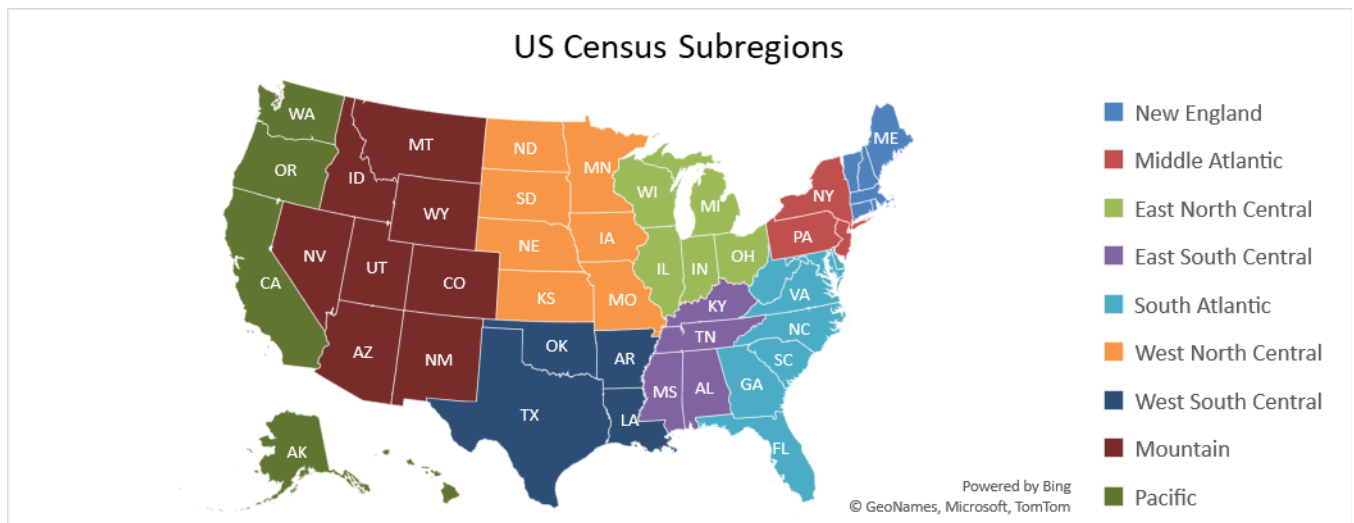 US Census Subregions
WA
MT
ND
MN
ME
OR
ID
WY
SD
WI
MI
NY
NV
UT
CO
NE
IA
IL
IN
OH
PA
CA
KS
MO
KY
VA
AZ
NM
OK
AR
TN
NC
SC
TX
LA
MS
AL
GA
FL
AK
New England
Middle Atlantic
East North Central
East South Central
South Atlantic
West North Central
West South Central
Mountain
Pacific
Powered by Bing
© GeoNames, Microsoft, TomTom